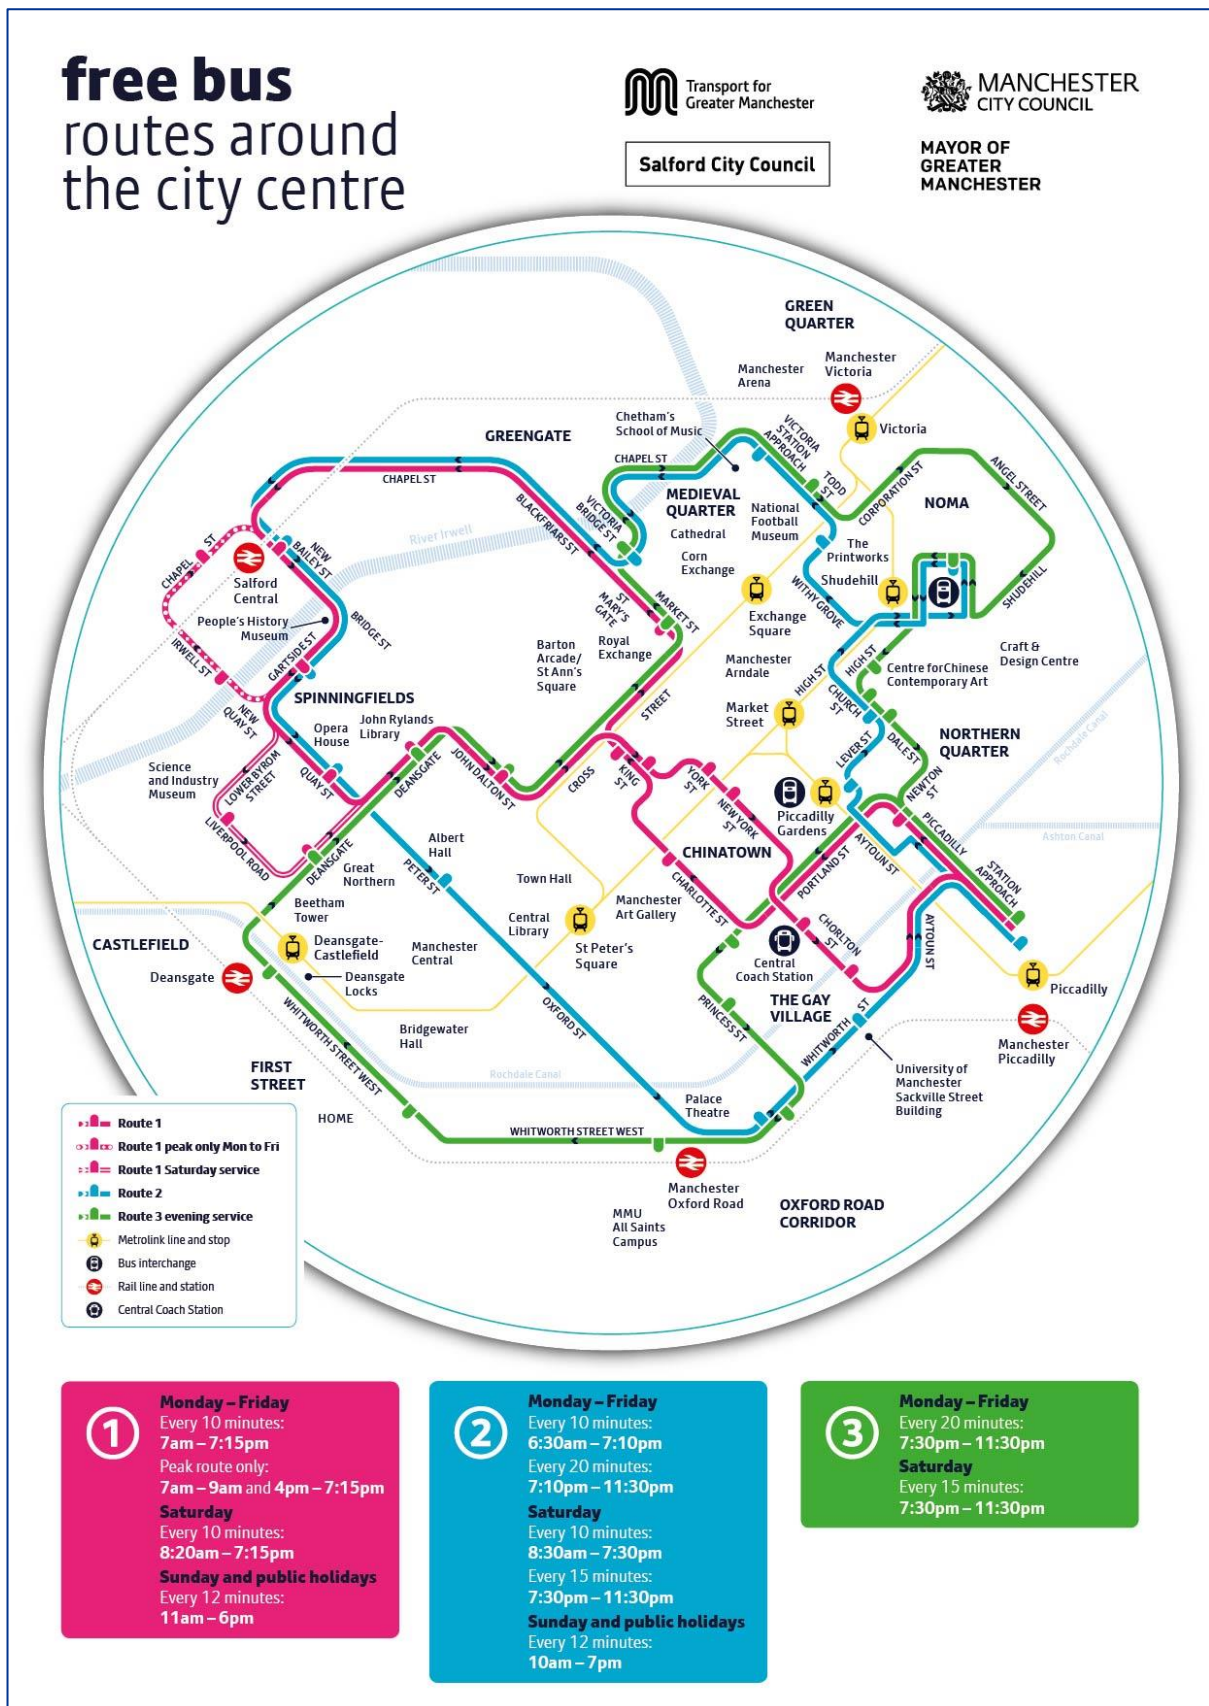 free bus
routes around
the city centre
Transport for
Greater Manchester
MANCHESTER
CITY COUNCIL
Salford City Council
MAYOR OF
GREATER
MANCHESTER
GREEN
QUARTER
Manchester
Victoria
Manchester
Arena
Victoria
Chetham's
School of Music
VICTORIA
STATION
APPROACH
TODD
ST
GREENGATE
CHAPEL ST
CHAPEL ST
MEDIEVAL
QUARTER
Cathedral
Corn
Exchange
National
Football
Museum
CORPORATION ST
ANGEL STREET
NOMA
The
Printworks
Shudehill
SHUDEHILL
WITHY GROVE
VICTORIA
BRIDGE ST
BLACKFRIARS ST
River Irwell
CHAPEL ST
NEW
BAILEY ST
Salford
Central
People's History
Museum
BRIDGE ST
IRWELL ST
GARTSIDE ST
ST
MARY'S
GATE
MARKET ST
Exchange
Square
Barton
Arcade/
St Ann's
Square
Royal
Exchange
Manchester
Arndale
HIGH ST
HIGH ST
Craft &
Design Centre
Centre for Chinese
Contemporary Art
SPINNINGFIELDS
NEW
QUAY ST
Opera
House
John Rylands
Library
STREET
Market
Street
CHURCH
ST
DALE ST
NORTHERN
QUARTER
Rochdale Canal
Science
and Industry
Museum
LOWER BYROM
STREET
QUAY ST
DEANSGATE
JOHN DALTON ST
CROSS
KING
ST
YORK
ST
NEW YORK
ST
LEVER ST
NEWTON
ST
Piccadilly
Gardens
PICCADILLY
Ashton Canal
LIVERPOOL ROAD
DEANSGATE
Great
Northern
Albert
Hall
PETER ST
CHINATOWN
PORTLAND ST
AYTOUN ST
STATION
APPROACH
Town Hall
Beetham
Tower
Manchester
Art Gallery
CHARLOTTE ST
CASTLEFIELD
Deansgate-
Castlefield
Manchester
Central
Central
Library
St Peter's
Square
Central
Coach Station
CHORLTON
ST
AYTOUN ST
Deansgate
Deansgate
Locks
Piccadilly
WHITWORTH STREET WEST
Bridgewater
Hall
OXFORD ST
PRINCESS ST
THE GAY
VILLAGE
WHITWORTH ST
Manchester
Piccadilly
FIRST
STREET
Rochdale Canal
University of
Manchester
Sackville Street
Building
HOME
Palace
Theatre
WHITWORTH STREET WEST
Manchester
Oxford Road
MMU
All Saints
Campus
OXFORD ROAD
CORRIDOR
Route 1
Route 1 peak only Mon to Fri
Route 1 Saturday service
Route 2
Route 3 evening service
Metrolink line and stop
Bus interchange
Rail line and station
Central Coach Station
1
Monday – Friday
Every 10 minutes:
7am – 7:15pm
Peak route only:
7am – 9am and 4pm – 7:15pm
Saturday
Every 10 minutes:
8:20am – 7:15pm
Sunday and public holidays
Every 12 minutes:
11am – 6pm
2
Monday – Friday
Every 10 minutes:
6:30am – 7:10pm
Every 20 minutes:
7:10pm – 11:30pm
Saturday
Every 10 minutes:
8:30am – 7:30pm
Every 15 minutes:
7:30pm – 11:30pm
Sunday and public holidays
Every 12 minutes:
10am – 7pm
3
Monday – Friday
Every 20 minutes:
7:30pm – 11:30pm
Saturday
Every 15 minutes:
7:30pm – 11:30pm